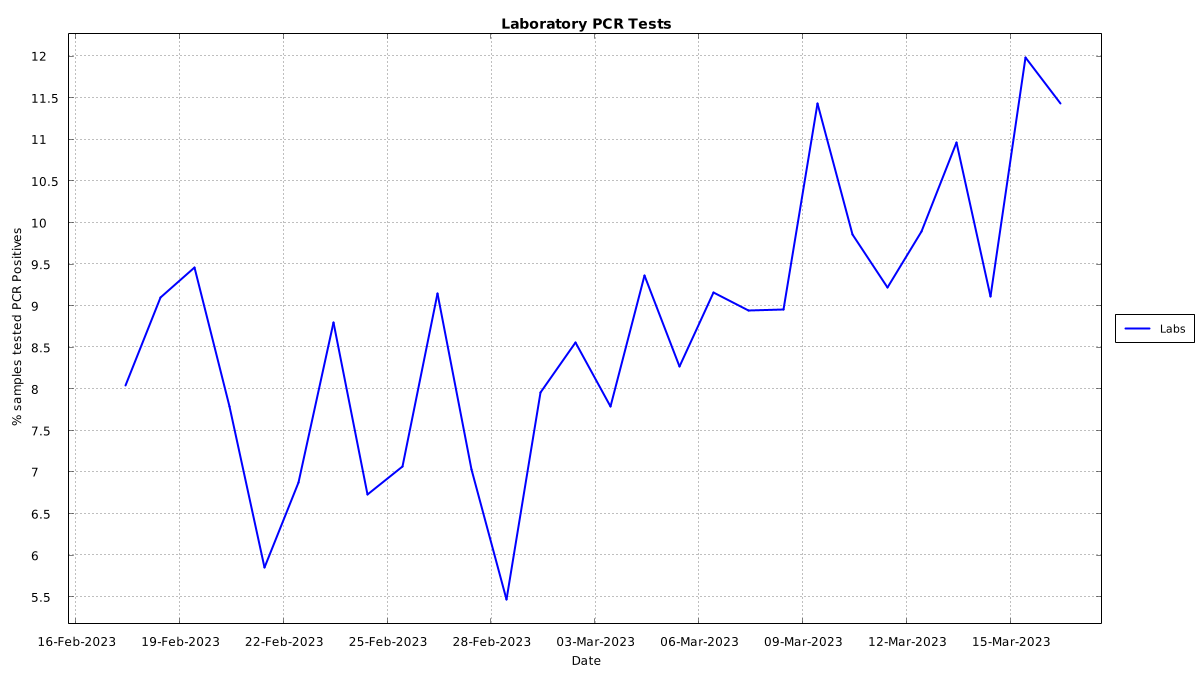 Laboratory PCR Tests
% samples tested PCR Positives
12
11.5
11
10.5
10
9.5
9
8.5
8
7.5
7
6.5
6
5.5
16-Feb-2023 19-Feb-2023 22-Feb-2023 25-Feb-2023 28-Feb-2023 03-Mar-2023 06-Mar-2023 09-Mar-2023 12-Mar-2023 15-Mar-2023
Date
Labs